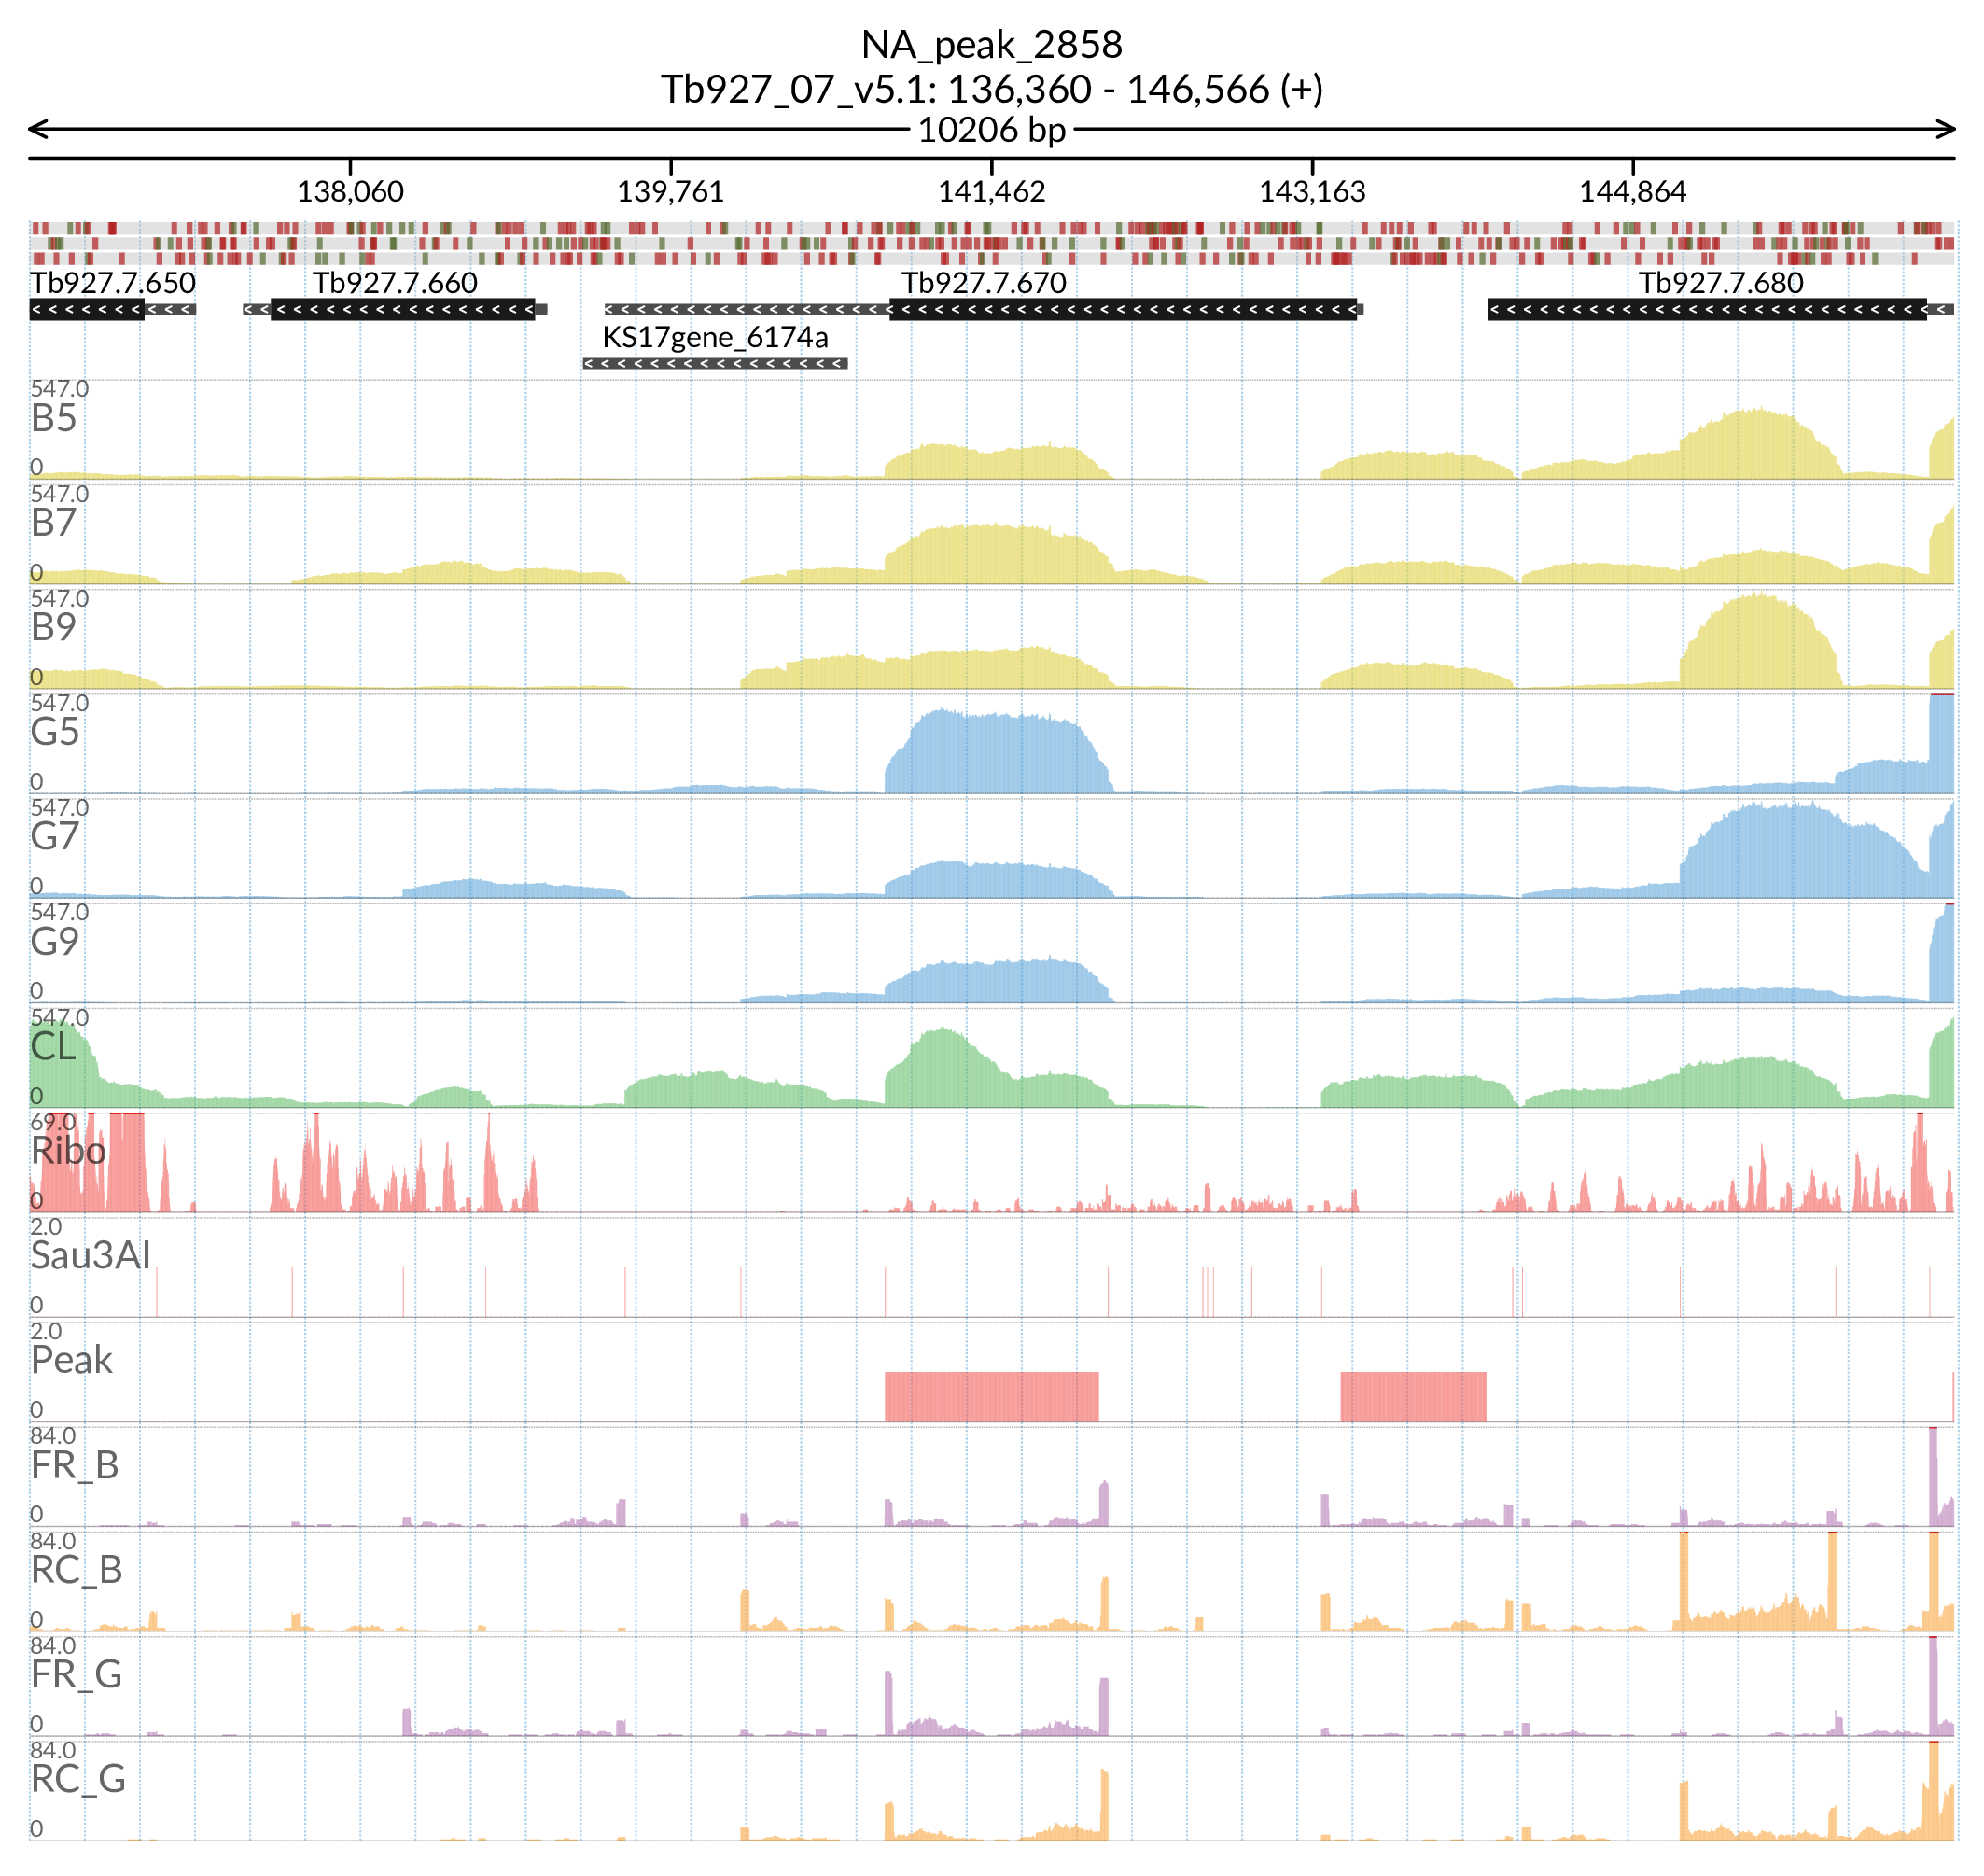 NA_peak_2858
Tb927_07_v5.1: 136,360 - 146,566 (+)
10206 bp
138,060 139,761 141,462 143,163 144,864
Tb927.7.650 Tb927.7.660 Tb927.7.670 Tb927.7.680
KS17gene_6174a
547.0
B5
0
547.0
B7
0
547.0
B9
0
547.0
G5
0
547.0
G7
0
547.0
G9
0
547.0
CL
0
69.0
Ribo
0
2.0
Sau3AI
0
2.0
Peak
0
84.0
FR_B
0
84.0
RC_B
0
84.0
FR_G
0
84.0
RC_G
0